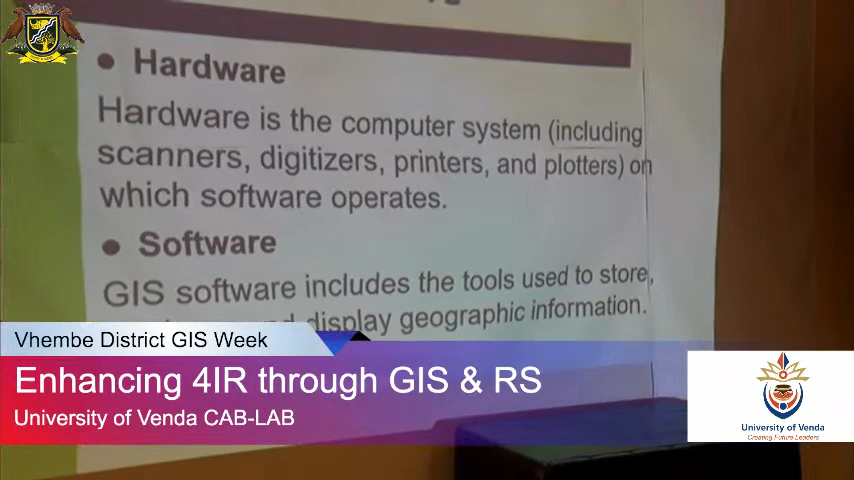 • Hardware
Hardware is the computer system (including
scanners, digitizers, printers, and plotters) on
which software operates.
• Software
GIS software includes the tools used to store,
display geographic information.
Vhembe District GIS Week
Enhancing 4IR through GIS & RS
University of Venda CAB-LAB
University of Venda
Creating Future Leaders